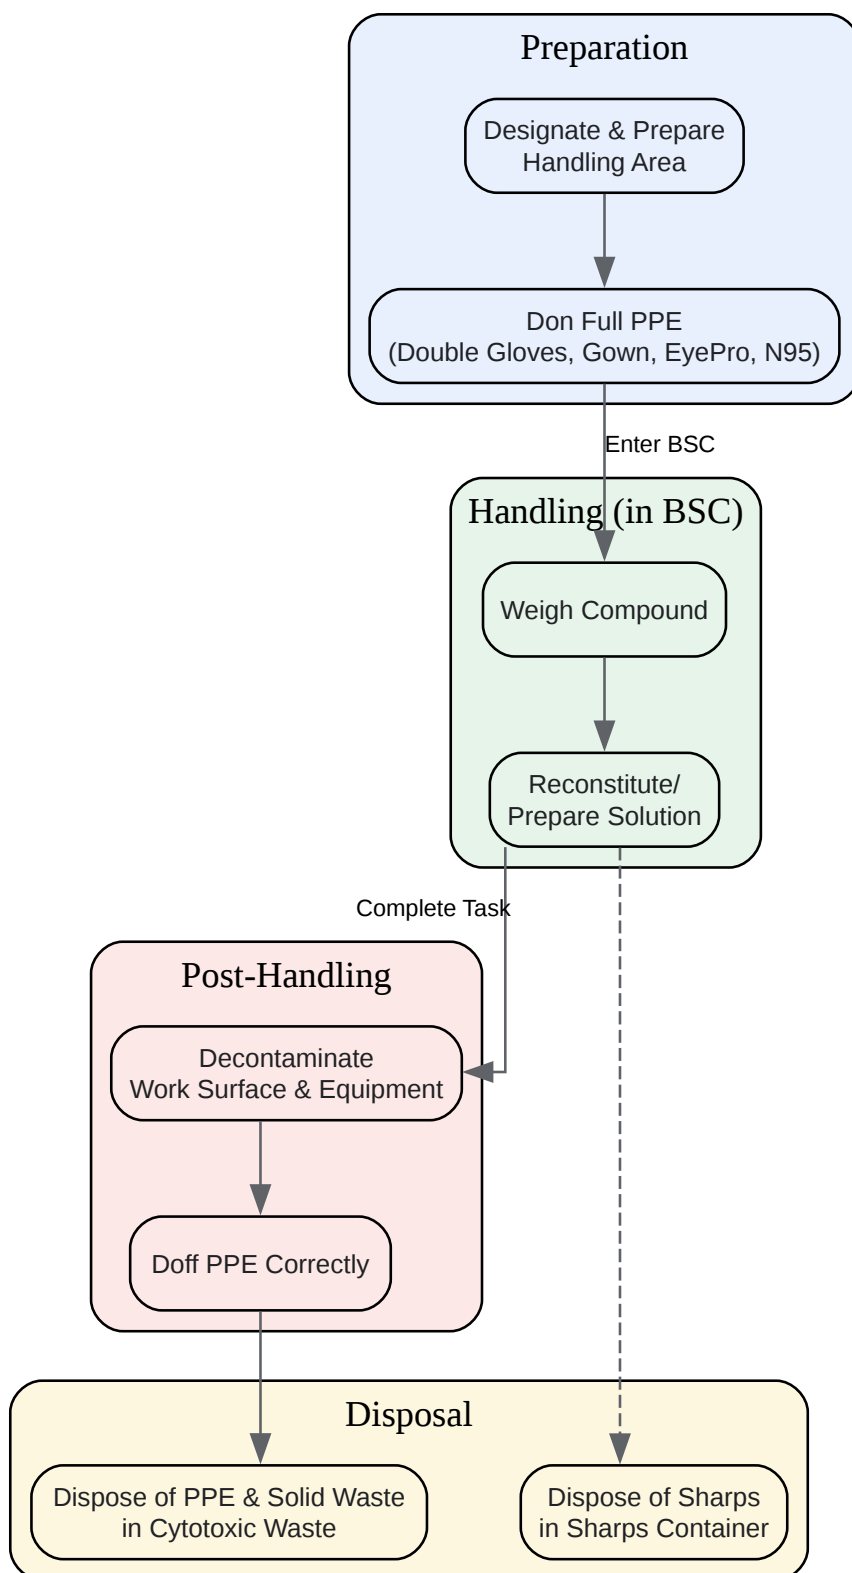 Preparation
Designate & Prepare
Handling Area
Don Full PPE
(Double Gloves, Gown, EyePro, N95)
Enter BSC
Handling (in BSC)
Weigh Compound
Reconstitute/
Prepare Solution
Complete Task
Post-Handling
Decontaminate
Work Surface & Equipment
Doff PPE Correctly
Disposal
Dispose of PPE & Solid Waste
in Cytotoxic Waste
Dispose of Sharps
in Sharps Container